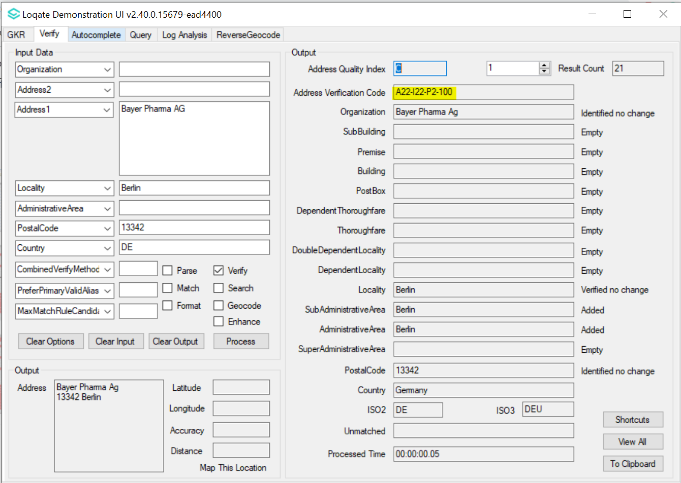 Loqate Demonstration UI v2.40.0.15679-ead4400
GKR Verify Autocomplete Query Log Analysis ReverseGeocode
Input Data
Organization
Address2
Address1 Bayer Pharma AG
Locality Berlin
AdministrativeArea
PostalCode 13342
Country DE
CombinedVerifyMethoc Parse Verify
PreferPrimaryValidAlias Match Search
MaxMatchRuleCandida Format Geocode
Enhance
Clear Options Clear Input Clear Output Process
Output
Address Bayer Pharma Ag
13342 Berlin
Latitude
Longitude
Accuracy
Distance
Map This Location
Output
Address Quality Index C 1 Result Count 21
Address Verification Code A22-I22-P2-100
Organization Bayer Pharma Ag Identified no change
SubBuilding Empty
Premise Empty
Building Empty
PostBox Empty
DependentThoroughfare Empty
Thoroughfare Empty
DoubleDependentLocality Empty
DependentLocality Empty
Locality Berlin Verified no change
SubAdministrativeArea Berlin Added
AdministrativeArea Berlin Added
SuperAdministrativeArea Empty
PostalCode 13342 Identified no change
Country Germany
ISO2 DE ISO3 DEU
Unmatched
Processed Time 00:00:00.05
Shortcuts
View All
To Clipboard